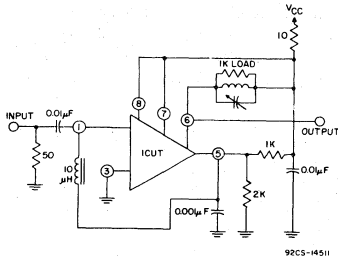 VCC
10
1K LOAD
8
7
6
0.01µF
INPUT
1
OUTPUT
ICUT
50
10
µH
3
5
1K
2K
0.01µF
0.001µF
92CS-14511